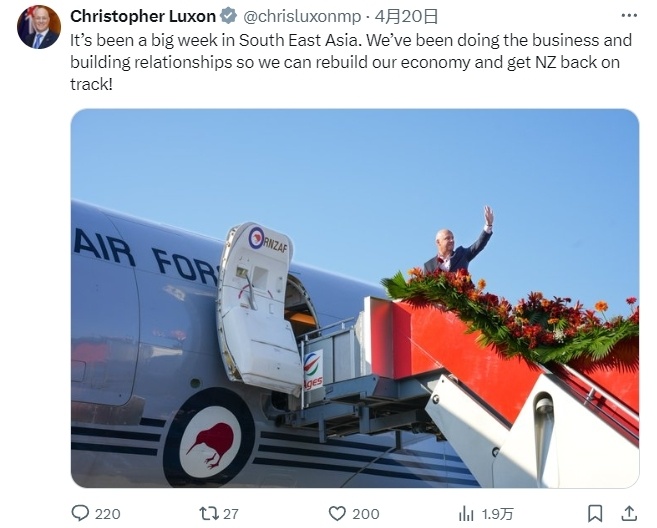 Christopher Luxon @chrisluxonmp · 4月20日
It's been a big week in South East Asia. We've been doing the business and
building relationships so we can rebuild our economy and get NZ back on
track!
RNZAF
AIR FOR
220 27 200 1.9万